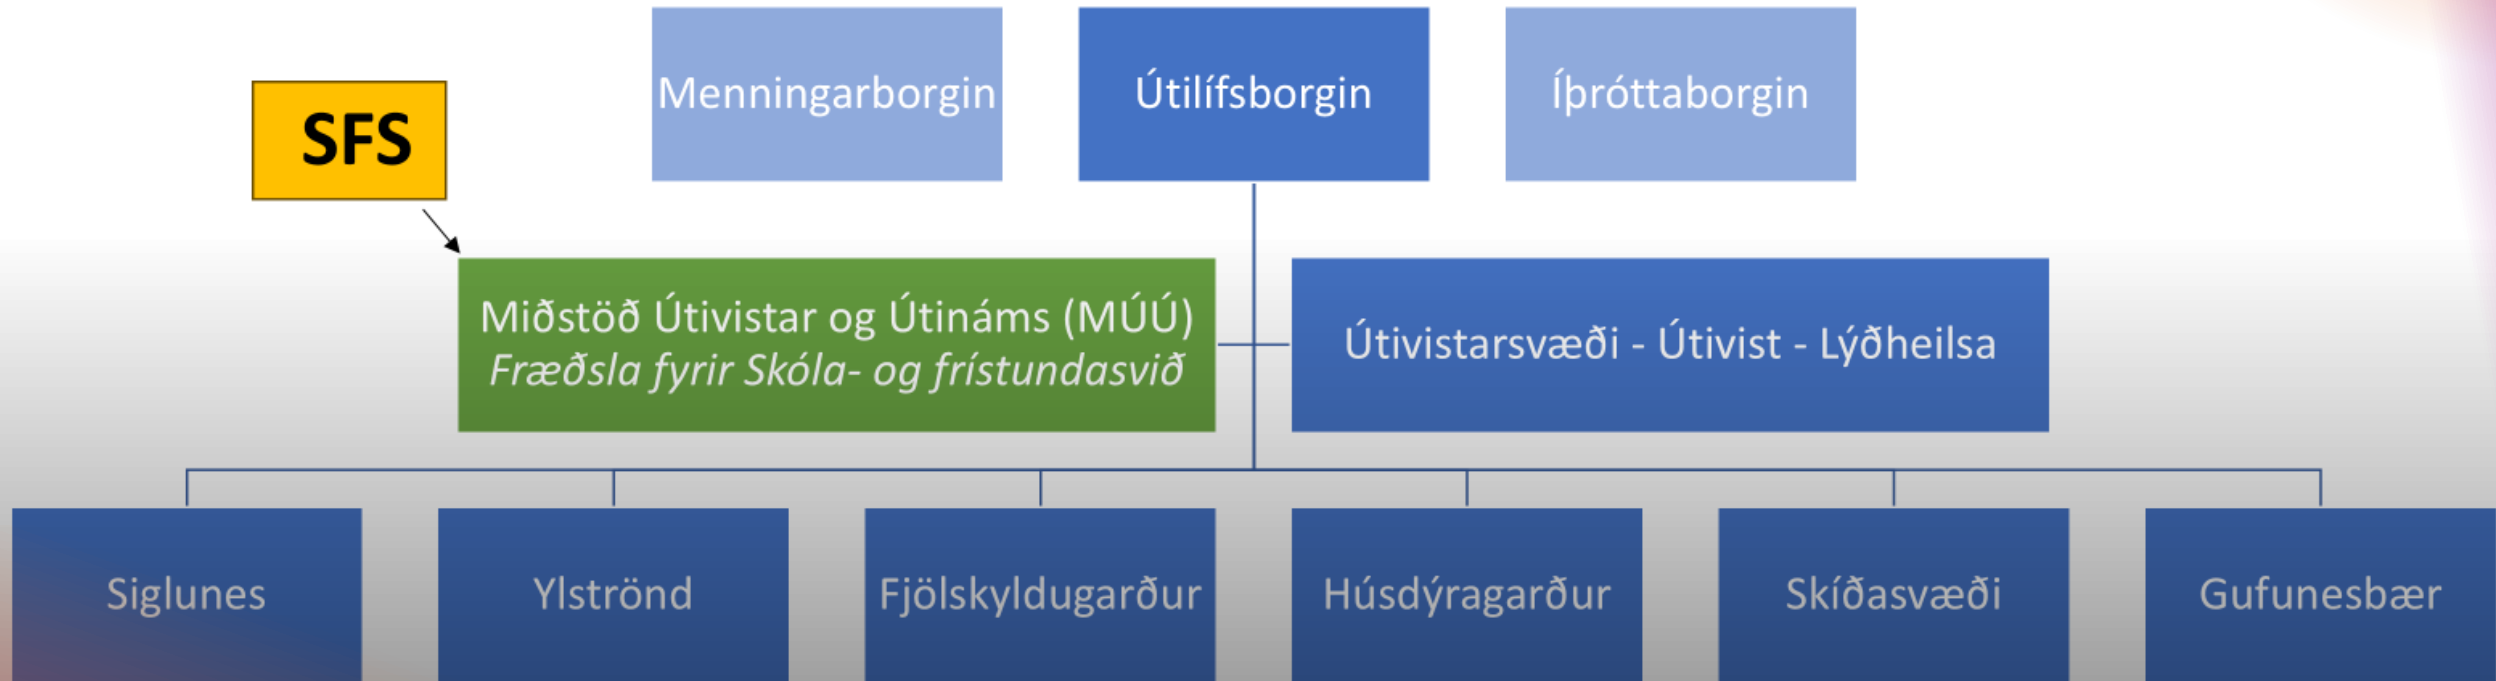 Menningarborgin
Útilífsborgin
Íþróttaborgin
SFS
Miðstöð Útivistar og Útináms (MÚÚ)
Fræðsla fyrir Skóla- og frístundasvið
Útivistarsvæði - Útivist - Lýðheilsa
Siglunes
Ylströnd
Fjölskyldugarður
Húsdýragarður
Skíðasvæði
Gufunesbær